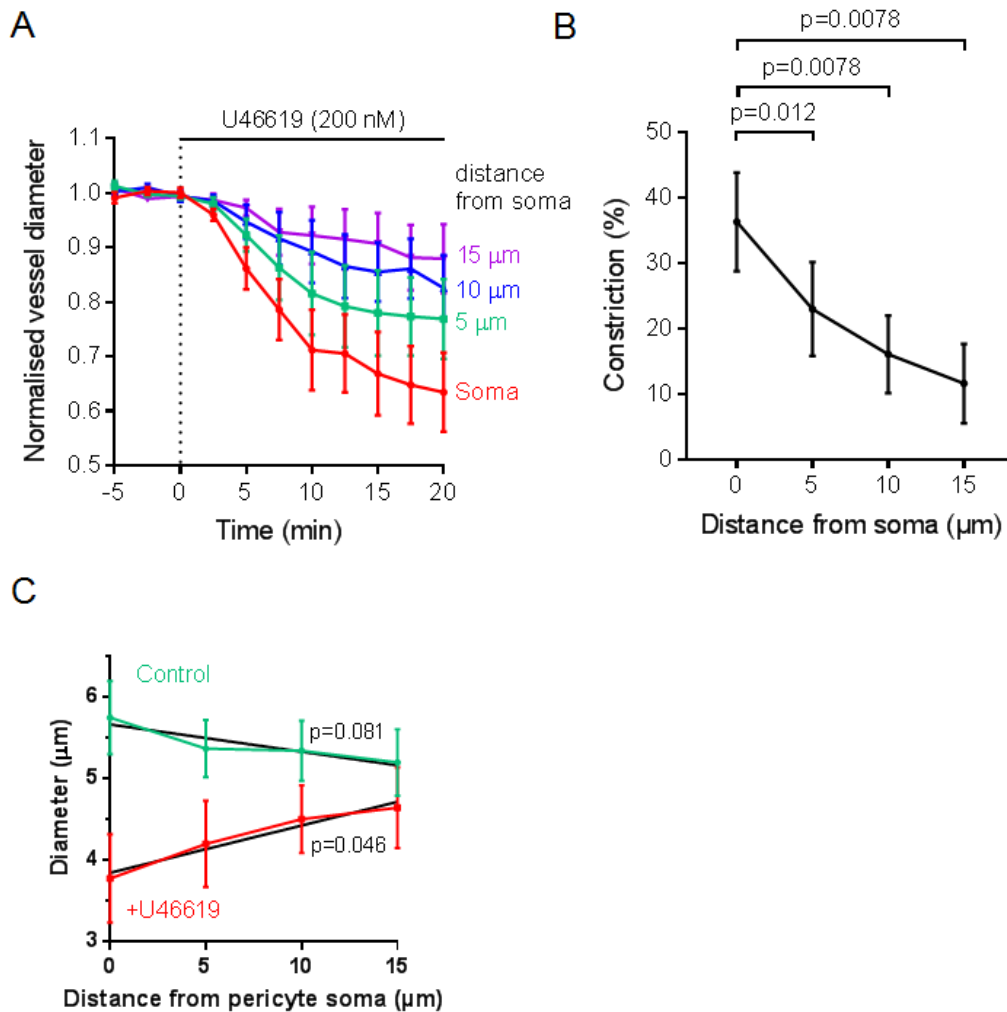 A
U46619 (200 nM)
Normalised vessel diameter
1.1
1.0
0.9
0.8
0.7
0.6
0.5
-5
0
5
10
15
20
Time (min)
distance
from soma
15 μm
10 μm
5 μm
Soma
B
p=0.0078
p=0.0078
p=0.012
Constriction (%)
50
40
30
20
10
0
0
5
10
15
Distance from soma (μm)
C
Control
p=0.081
p=0.046
+U46619
Diameter (μm)
6
5
4
3
0
5
10
15
Distance from pericyte soma (μm)